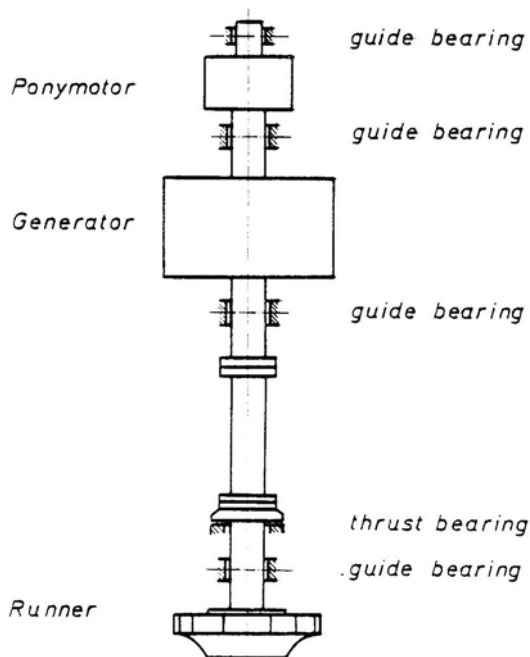 guide bearing
Ponymotor
guide bearing
Generator
guide bearing
thrust bearing
.guide bearing
Runner